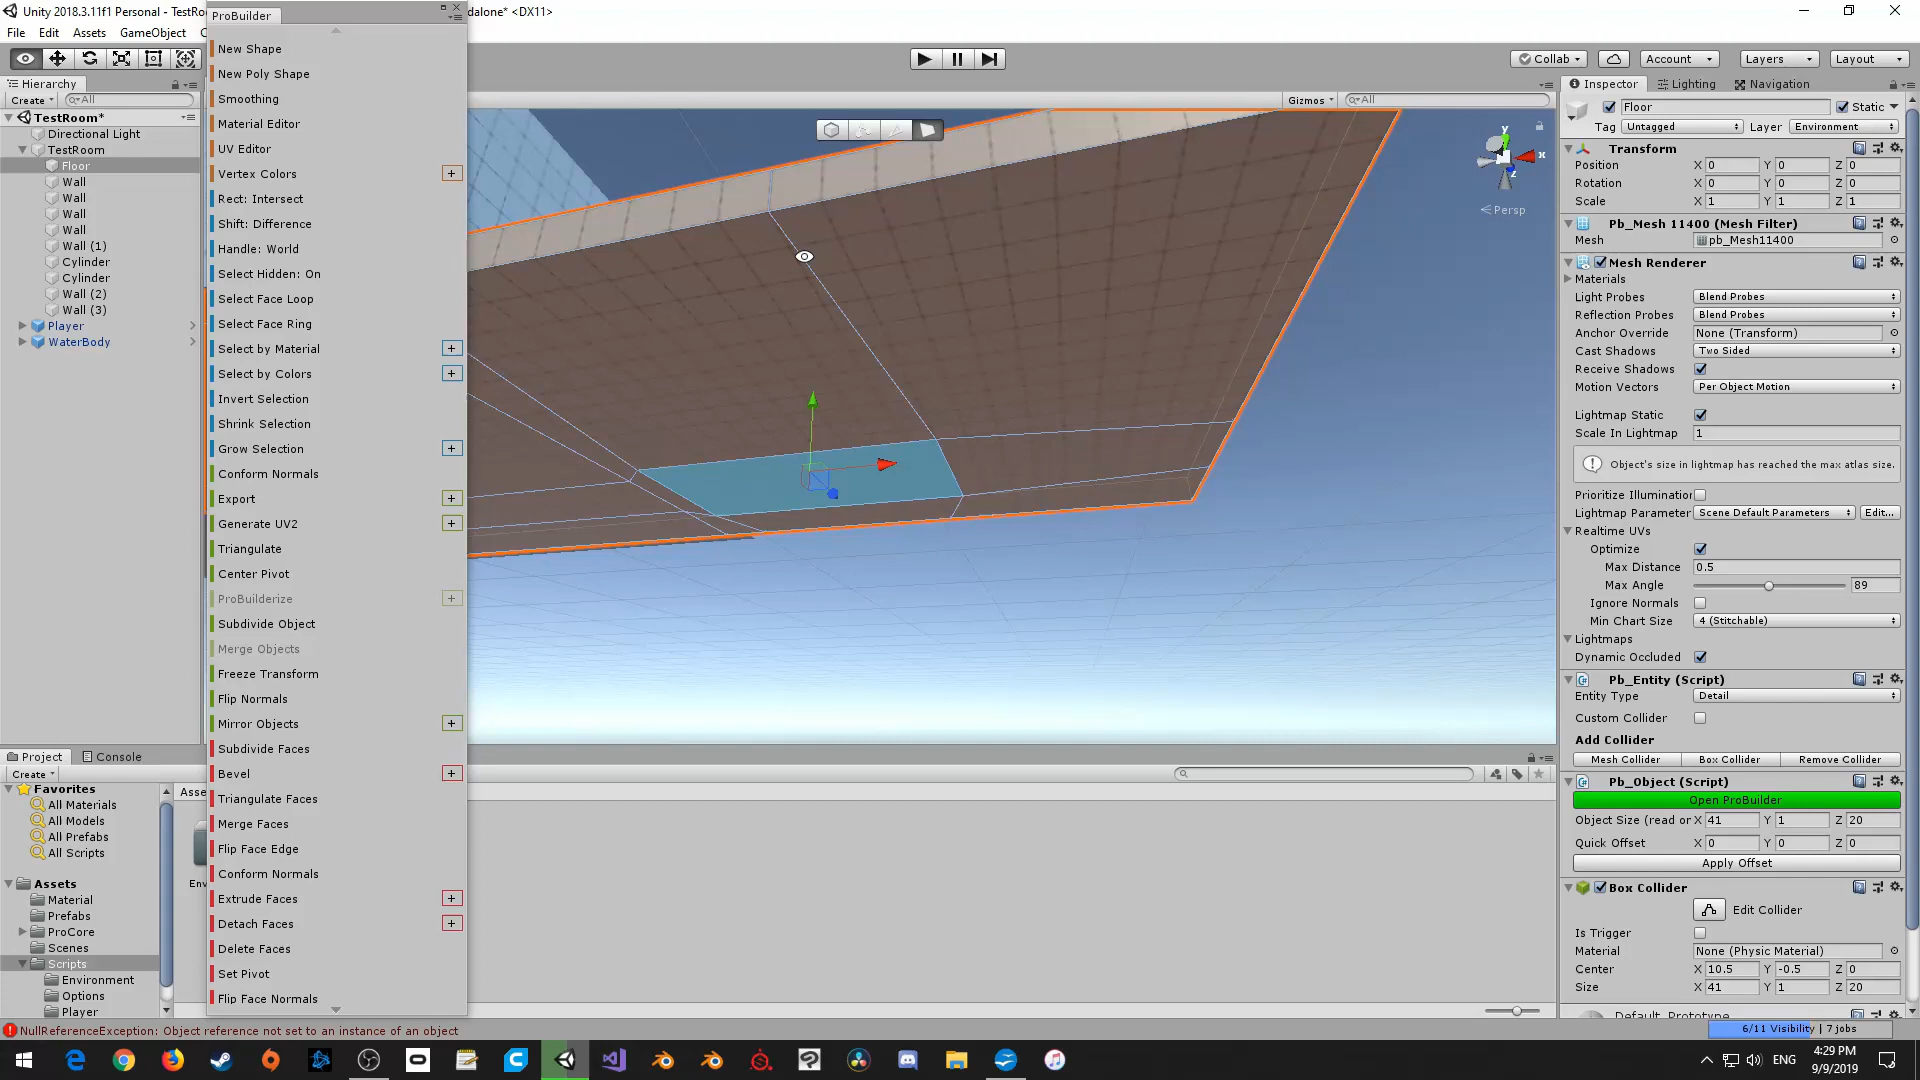 Unity 2018.3.11f1 Personal - TestRoo
dalone* <DX11>
ProBuilder
File Edit Assets GameObject C
Collab
Account
Layers
Layout
Hierarchy
Create
All
TestRoom*
Directional Light
TestRoom
Floor
Wall
Wall
Wall
Wall
Wall (1)
Cylinder
Cylinder
Wall (2)
Wall (3)
Player
WaterBody
New Shape
New Poly Shape
Smoothing
Material Editor
UV Editor
Vertex Colors +
Rect: Intersect
Shift: Difference
Handle: World
Select Hidden: On
Select Face Loop
Select Face Ring
Select by Material +
Select by Colors +
Invert Selection
Shrink Selection
Grow Selection +
Conform Normals
Export +
Generate UV2 +
Triangulate
Center Pivot
ProBuilderize +
Subdivide Object
Merge Objects
Freeze Transform
Flip Normals
Mirror Objects +
Subdivide Faces
Bevel +
Triangulate Faces
Merge Faces
Flip Face Edge
Conform Normals
Extrude Faces +
Detach Faces +
Delete Faces
Set Pivot
Flip Face Normals
Gizmos
All
y
x
z
Persp
Inspector Lighting Navigation
Floor Static
Tag Untagged Layer Environment
Transform
Position X 0 Y 0 Z 0
Rotation X 0 Y 0 Z 0
Scale X 1 Y 1 Z 1
Pb_Mesh 11400 (Mesh Filter)
Mesh pb_Mesh11400
Mesh Renderer
Materials
Light Probes Blend Probes
Reflection Probes Blend Probes
Anchor Override None (Transform)
Cast Shadows Two Sided
Receive Shadows
Motion Vectors Per Object Motion
Lightmap Static
Scale In Lightmap 1
Object's size in lightmap has reached the max atlas size.
Prioritize Illumination
Lightmap Parameter Scene Default Parameters Edit...
Realtime UVs
Optimize
Max Distance 0.5
Max Angle 89
Ignore Normals
Min Chart Size 4 (Stitchable)
Lightmaps
Dynamic Occluded
Pb_Entity (Script)
Entity Type Detail
Custom Collider
Add Collider
Mesh Collider Box Collider Remove Collider
Pb_Object (Script)
Open ProBuilder
Object Size (read or X 41 Y 1 Z 20
Quick Offset X 0 Y 0 Z 0
Apply Offset
Box Collider
Edit Collider
Is Trigger
Material None (Physic Material)
Center X 10.5 Y -0.5 Z 0
Size X 41 Y 1 Z 20
Default_Prototype
Project Console
Create
Favorites
All Materials
All Models
All Prefabs
All Scripts
Assets
Material
Prefabs
ProCore
Scenes
Scripts
Environment
Options
Player
Asse
Env
NullReferenceException: Object reference not set to an instance of an object
6/11 Visibility | 7 jobs
ENG
4:29 PM
9/9/2019